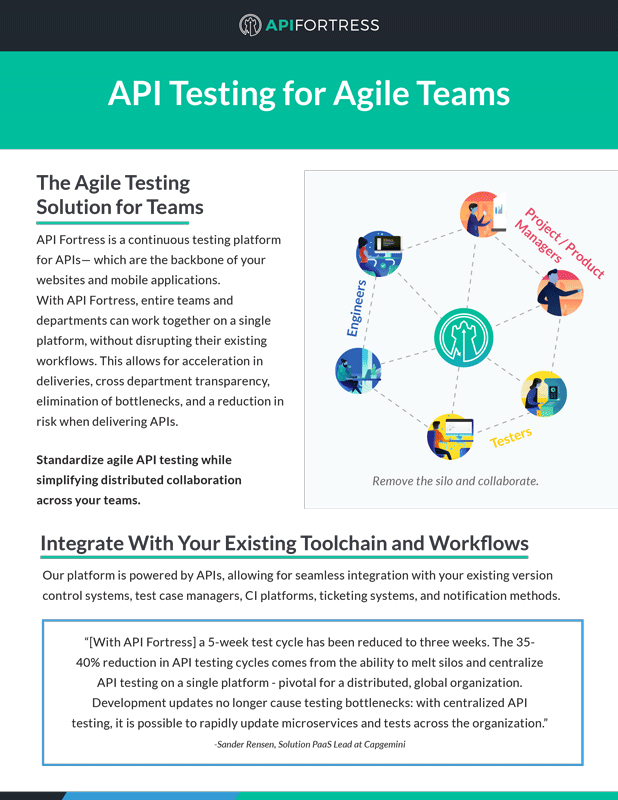 APIFORTRESS
API Testing for Agile Teams
The Agile Testing
Solution for Teams
API Fortress is a continuous testing platform
for APIs— which are the backbone of your
websites and mobile applications.
With API Fortress, entire teams and
departments can work together on a single
platform, without disrupting their existing
workflows. This allows for acceleration in
deliveries, cross department transparency,
elimination of bottlenecks, and a reduction in
risk when delivering APIs.
Standardize agile API testing while
simplifying distributed collaboration
across your teams.
Project / Product
Managers
Engineers
Testers
Remove the silo and collaborate.
Integrate With Your Existing Toolchain and Workflows
Our platform is powered by APIs, allowing for seamless integration with your existing version
control systems, test case managers, CI platforms, ticketing systems, and notification methods.
“[With API Fortress] a 5-week test cycle has been reduced to three weeks. The 35-
40% reduction in API testing cycles comes from the ability to melt silos and centralize
API testing on a single platform - pivotal for a distributed, global organization.
Development updates no longer cause testing bottlenecks: with centralized API
testing, it is possible to rapidly update microservices and tests across the organization.”
-Sander Rensen, Solution PaaS Lead at Capgemini